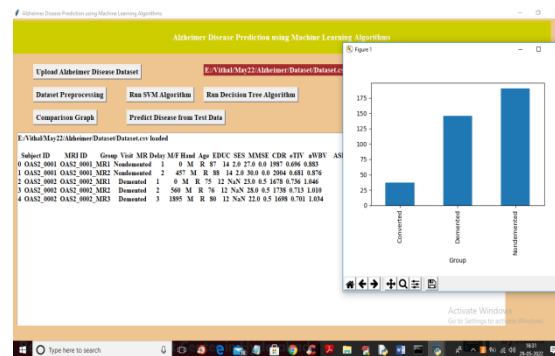 Alzheimer Disease Prediction using Machine Learning Algorithms
Alzheimer Disease Prediction using Machine Learning Algorithms
Upload Alzheimer Disease Dataset
E:/Vithal/May22/Alzheimer/Dataset/Dataset.csv
Dataset Preprocessing
Run SVM Algorithm
Run Decision Tree Algorithm
Comparison Graph
Predict Disease from Test Data
E:/Vithal/May22/Alzheimer/Dataset/Dataset.csv loaded
Subject ID MRI ID Group Visit MR Delay M/F Hand Age EDUC SES MMSE CDR eTIV nWBV
0 OAS2_0001 OAS2_0001_MR1 Nondemented 1 0 M R 87 14 2.0 27.0 0.0 1987 0.696 0.883
1 OAS2_0001 OAS2_0001_MR2 Nondemented 2 457 M R 88 14 2.0 30.0 0.0 2004 0.681 0.876
2 OAS2_0002 OAS2_0002_MR1 Demented 1 0 M R 75 12 NaN 23.0 0.5 1678 0.736 1.046
3 OAS2_0002 OAS2_0002_MR2 Demented 2 560 M R 76 12 NaN 28.0 0.5 1738 0.713 1.010
4 OAS2_0002 OAS2_0002_MR3 Demented 3 1895 M R 80 12 NaN 22.0 0.5 1698 0.701 1.034
Figure 1
175
150
125
100
75
50
25
0
Converted
Demented
Nondemented
Group
Activate Windows
Go to Settings to activate Windows.
Type here to search
16:01
29-05-2022